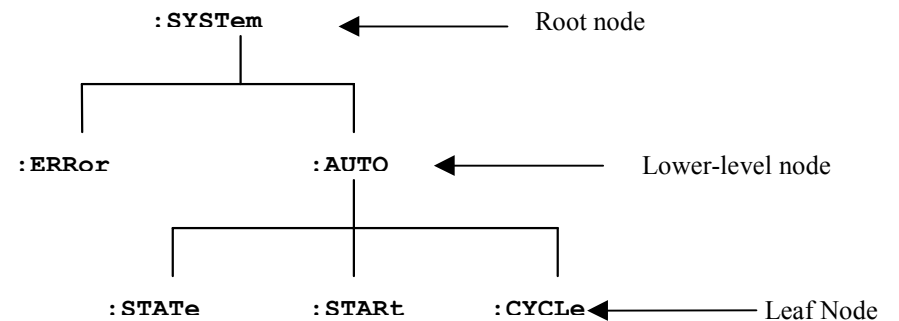 :SYSTem Root node
:ERRor :AUTO Lower-level node
:STATe :STARt :CYCLe Leaf Node